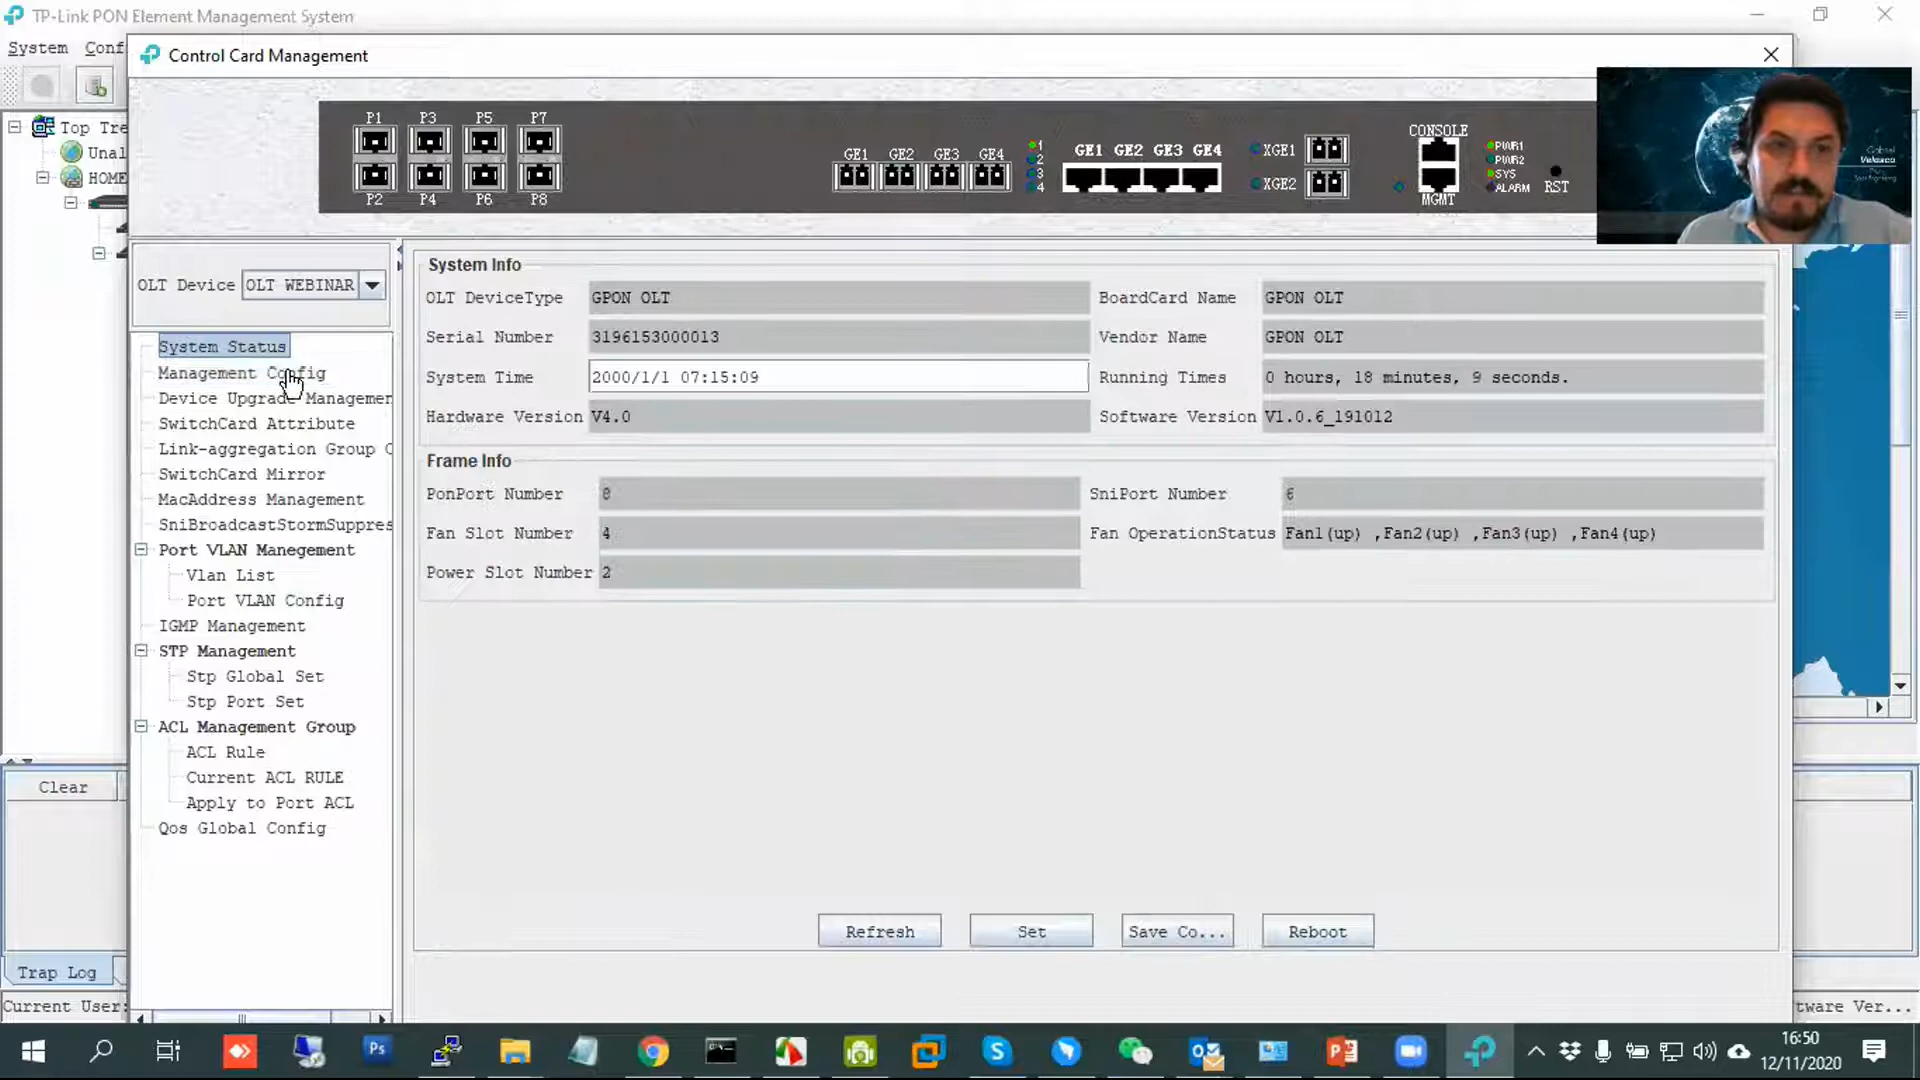 TP-Link PON Element Management System
System Conf
Control Card Management
P1 P3 P5 P7
P2 P4 P6 P8
GE1 GE2 GE3 GE4
1
2
3
4
GE1 GE2 GE3 GE4
XGE1
XGE2
CONSOLE
MGMT
PWR1
PWR2
SYS
ALARM
RST
Gabriel
Velasco
Top Tre
Unal
HOME
OLT Device OLT WEBINAR
System Status
Management Config
Device Upgrade Managemen
SwitchCard Attribute
Link-aggregation Group C
SwitchCard Mirror
MacAddress Management
SniBroadcastStormSuppres
Port VLAN Manegement
Vlan List
Port VLAN Config
IGMP Management
STP Management
Stp Global Set
Stp Port Set
ACL Management Group
ACL Rule
Current ACL RULE
Apply to Port ACL
Qos Global Config
System Info
OLT DeviceType GPON OLT BoardCard Name GPON OLT
Serial Number 3196153000013 Vendor Name GPON OLT
System Time 2000/1/1 07:15:09 Running Times 0 hours, 18 minutes, 9 seconds.
Hardware Version V4.0 Software Version V1.0.6_191012
Frame Info
PonPort Number 8 SniPort Number 6
Fan Slot Number 4 Fan OperationStatus Fan1(up) ,Fan2(up) ,Fan3(up) ,Fan4(up)
Power Slot Number 2
Refresh Set Save Co... Reboot
Clear
Trap Log
Current User: tware Ver...
Ps
16:50
12/11/2020